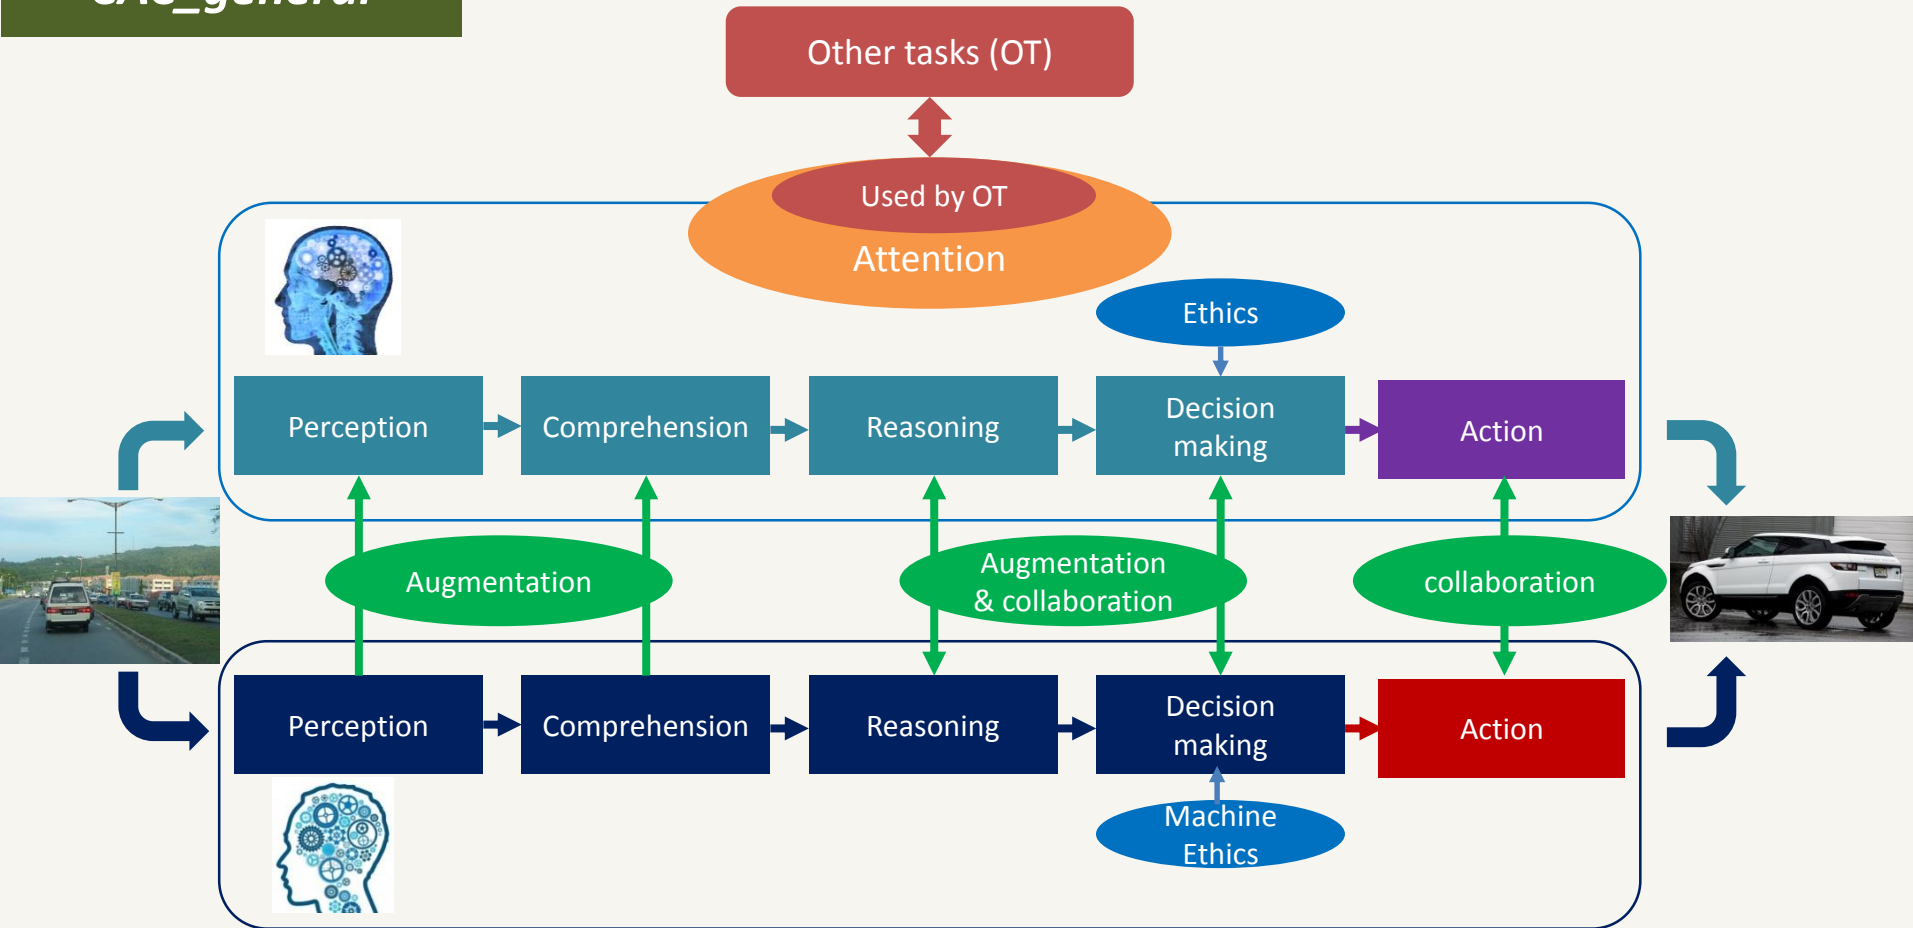 Other tasks (OT)
Used by OT
Attention
Ethics
Perception
Comprehension
Reasoning
Decision
making
Action
Augmentation
Augmentation
& collaboration
collaboration
Perception
Comprehension
Reasoning
Decision
making
Action
Machine
Ethics